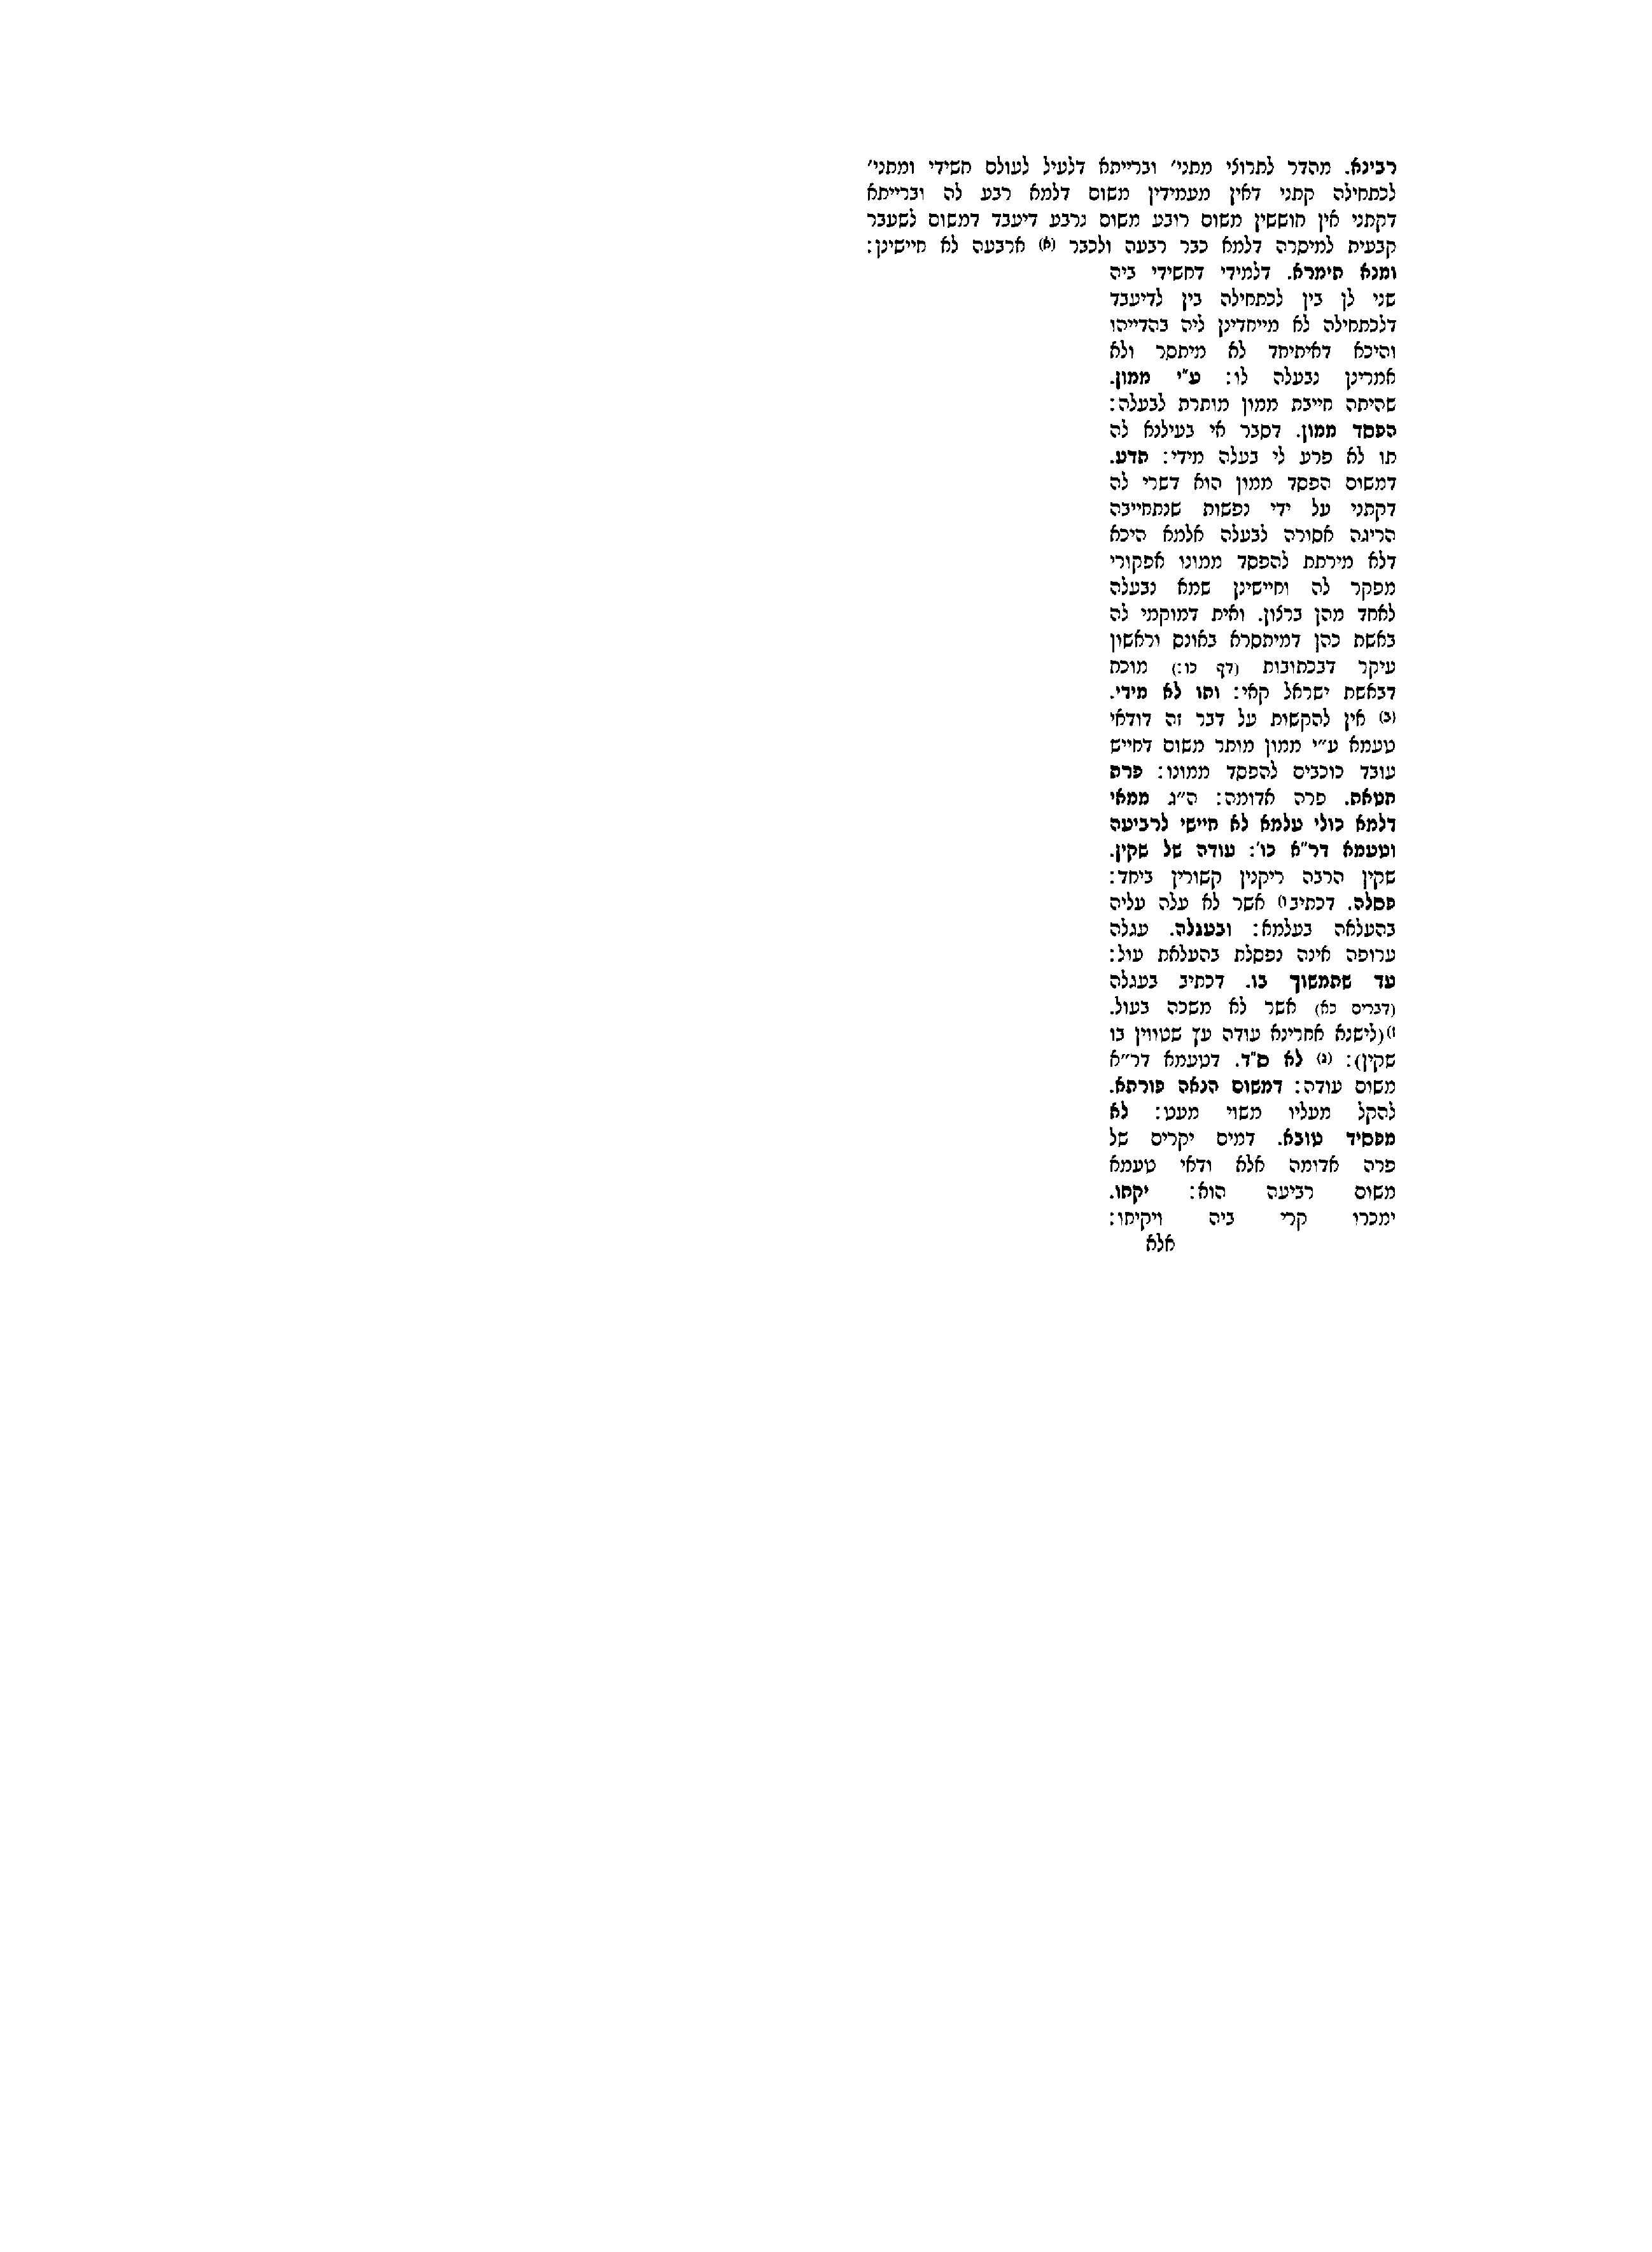 רבינא. מהדר לתרוצי מתני׳ וברייתא דלעיל לעולם חשידי ומתני׳
לכתחילה קתני דאין מעמידין משום דלמא רבע לה וברייתא
דקתני אין חוששין משום רובע משום נרבע דיעבד דמשום לשעבר
קבעית למיסרה דלמא כבר רבעה ולכבר (א) ארבעה לא חיישינן:
ומנא תימרא. דלמידי דחשידי ביה
שני לן בין לכתחילה בין לדיעבד
דלכתחילה לא מייחדינן ליה בהדייהו
והיכא דאיתיחד לא מיתסר ולא
אמרינן נבעלה לו: ע"י ממון.
שהיתה חייבת ממון מותרת לבעלה:
הפסד ממון. דסבר אי בעילנא לה
תו לא פרע לי בעלה מידי: תדע.
דמשום הפסד ממון הוא דשרי לה
דקתני על ידי נפשות שנתחייבה
הריגה אסורה לבעלה אלמא היכא
דלא מירתת להפסד ממונו אפקורי
מפקר לה וחיישינן שמא נבעלה
לאחד מהן ברצון. ואית דמוקמי לה
באשת כהן דמיתסרא באונס וראשון
עיקר דבכתובות (דף כו:) מוכח
דבאשת ישראל קאי: ותו לא מידי.
(ב) אין להקשות על דבר זה דודאי
טעמא ע״י ממון מותר משום דחייש
עובד כוכבים להפסד ממונו: פרת
חטאת. פרה אדומה: ה״ג ממאי
דלמא כולי עלמא לא חיישי לרביעה
וטעמא דר"א כו': עודה של שקין.
שקין הרבה ריקנין קשורין ביחד:
פסלה. דכתיב ו) אשר לא עלה עליה
בהעלאה בעלמא: ובעגלה. עגלה
ערופה אינה נפסלת בהעלאת עול:
עד שתמשוך בו. דכתיב בעגלה
(דברים כא) אשר לא משכה בעול.
ז) (לישנא אחרינא עודה עץ שטווין בו
שקין): (ג) לא ס"ד. דטעמא דר״א
משום עודה: דמשום הנאה פורתא.
להקל מעליו משוי מעט: לא
מפסיד טובא. דמים יקרים של
פרה אדומה אלא ודאי טעמא
משום רביעה הוא: יקחו.
ימכרו קרי ביה ויקיחו:
אלא